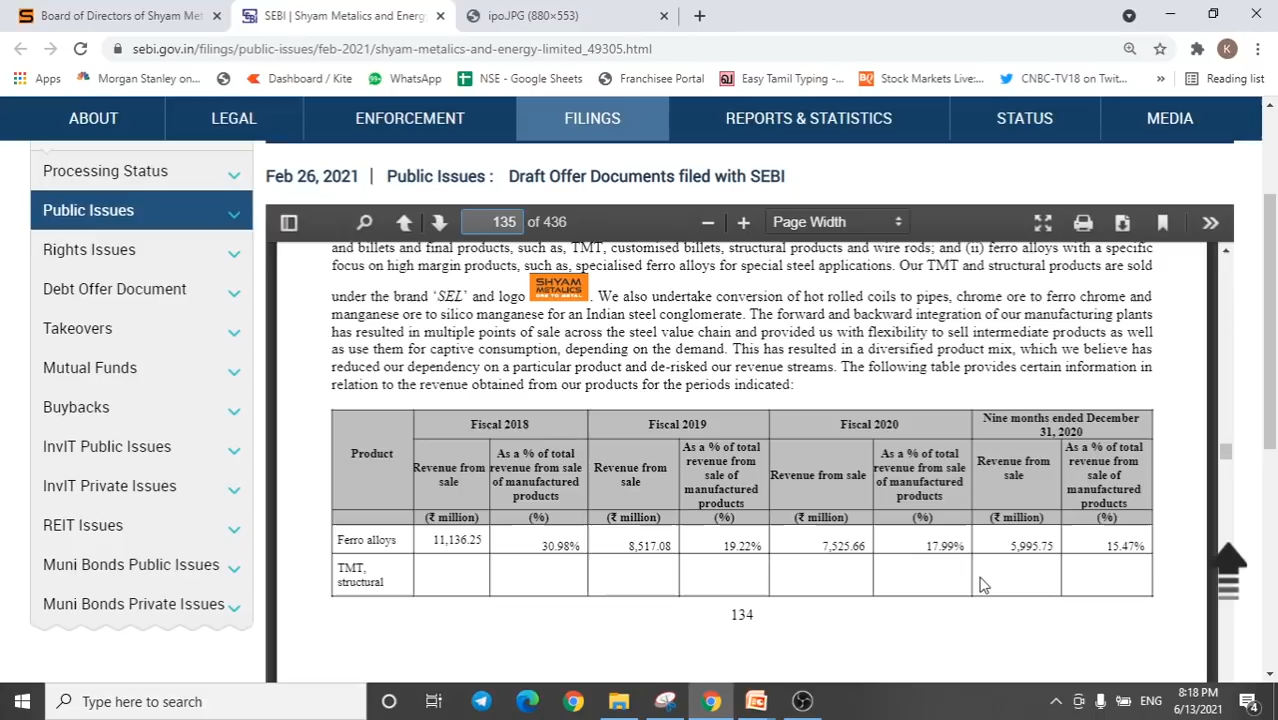 Board of Directors of Shyam Met
SEBI | Shyam Metalics and Energy
ipoJPG (880×553)
sebi.gov.in/filings/public-issues/feb-2021/shyam-metalics-and-energy-limited_49305.html
K
Apps
Morgan Stanley on...
Dashboard / Kite
WhatsApp
NSE - Google Sheets
Franchisee Portal
Easy Tamil Typing -...
Stock Markets Live:...
CNBC-TV18 on Twit...
»
Reading list
ABOUT
LEGAL
ENFORCEMENT
FILINGS
REPORTS & STATISTICS
STATUS
MEDIA
Processing Status
Public Issues
Rights Issues
Debt Offer Document
Takeovers
Mutual Funds
Buybacks
InvIT Public Issues
InvIT Private Issues
REIT Issues
Muni Bonds Public Issues
Muni Bonds Private Issues
Feb 26, 2021 | Public Issues : Draft Offer Documents filed with SEBI
135 of 436
Page Width
and billets and final products, such as, TMT, customised billets, structural products and wire rods; and (ii) ferro alloys with a specific
focus on high margin products, such as, specialised ferro alloys for special steel applications. Our TMT and structural products are sold
SHYAM
METALICS
ORE TO METAL
under the brand ‘SEL’ and logo . We also undertake conversion of hot rolled coils to pipes, chrome ore to ferro chrome and
manganese ore to silico manganese for an Indian steel conglomerate. The forward and backward integration of our manufacturing plants
has resulted in multiple points of sale across the steel value chain and provided us with flexibility to sell intermediate products as well
as use them for captive consumption, depending on the demand. This has resulted in a diversified product mix, which we believe has
reduced our dependency on a particular product and de-risked our revenue streams. The following table provides certain information in
relation to the revenue obtained from our products for the periods indicated:
Product
Fiscal 2018
Fiscal 2019
Fiscal 2020
Nine months ended December
31, 2020
Revenue from
sale
As a % of total
revenue from sale
of manufactured
products
Revenue from
sale
As a % of total
revenue from
sale of
manufactured
products
Revenue from sale
As a % of total
revenue from sale
of manufactured
products
Revenue from
sale
As a % of total
revenue from
sale of
manufactured
products
(₹ million) (%) (₹ million) (%) (₹ million) (%) (₹ million) (%)
Ferro alloys 11,136.25 30.98% 8,517.08 19.22% 7,525.66 17.99% 5,995.75 15.47%
TMT,
structural
134
Type here to search
ENG
8:18 PM
6/13/2021
4